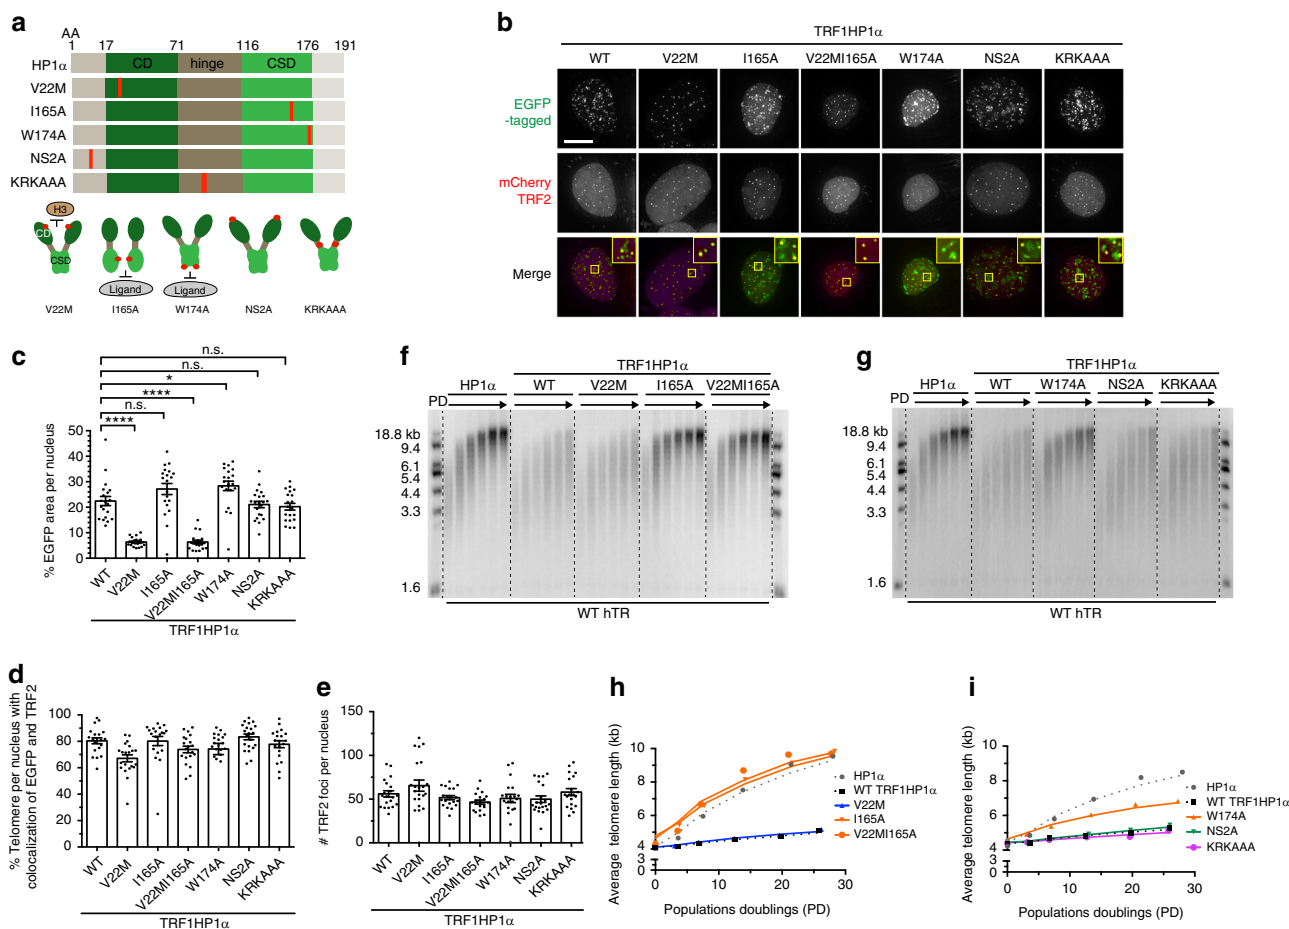 a
AA
1 17 71 116 176 191
HP1α CD hinge CSD
V22M
I165A
W174A
NS2A
KRKAAA
H3
CD
CSD
Ligand Ligand
V22M I165A W174A NS2A KRKAAA
b
TRF1HP1α
WT V22M I165A V22MI165A W174A NS2A KRKAAA
EGFP
-tagged
mCherry
TRF2
Merge
c
n.s.
n.s.
*
****
n.s.
****
% EGFP area per nucleus
50
40
30
20
10
0
WT V22M I165A V22MI165A W174A NS2A KRKAAA
TRF1HP1α
d
% Telomere per nucleus with
colocalization of EGFP and TRF2
100
80
60
40
20
0
WT V22M I165A V22MI165A W174A NS2A KRKAAA
TRF1HP1α
e
# TRF2 foci per nucleus
150
100
50
0
WT V22M I165A V22MI165A W174A NS2A KRKAAA
TRF1HP1α
f
TRF1HP1α
HP1α WT V22M I165A V22MI165A
PD
18.8 kb
9.4
6.1
5.4
4.4
3.3
1.6
WT hTR
g
TRF1HP1α
HP1α WT W174A NS2A KRKAAA
PD
18.8 kb
9.4
6.1
5.4
4.4
3.3
1.6
WT hTR
h
Average telomere length (kb)
10
8
6
4
3
0
0 10 20 30
Populations doublings (PD)
HP1α
WT TRF1HP1α
V22M
I165A
V22MI165A
i
Average telomere length (kb)
10
8
6
4
3
0
0 10 20 30
Populations doublings (PD)
HP1α
WT TRF1HP1α
W174A
NS2A
KRKAAA